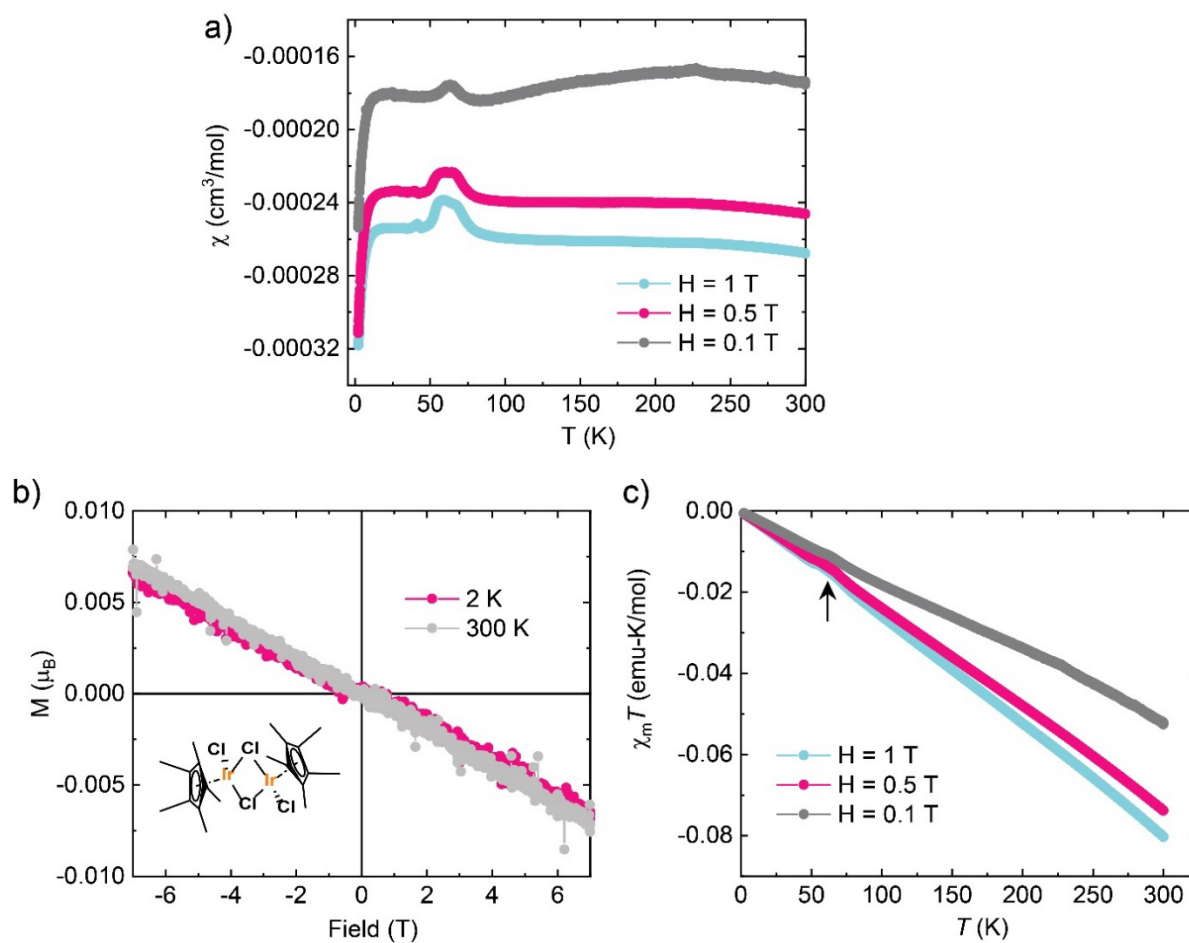 a)
-0.00016
-0.00020
-0.00024
-0.00028
-0.00032
χ (cm³/mol)
H = 1 T
H = 0.5 T
H = 0.1 T
0 50 100 150 200 250 300
T (K)
b)
0.010
0.005
0.000
-0.005
-0.010
M (μB)
2 K
300 K
Cl Cl
Ir Ir
Cl Cl
-6 -4 -2 0 2 4 6
Field (T)
c)
0.00
-0.02
-0.04
-0.06
-0.08
χmT (emu-K/mol)
H = 1 T
H = 0.5 T
H = 0.1 T
0 50 100 150 200 250 300
T (K)